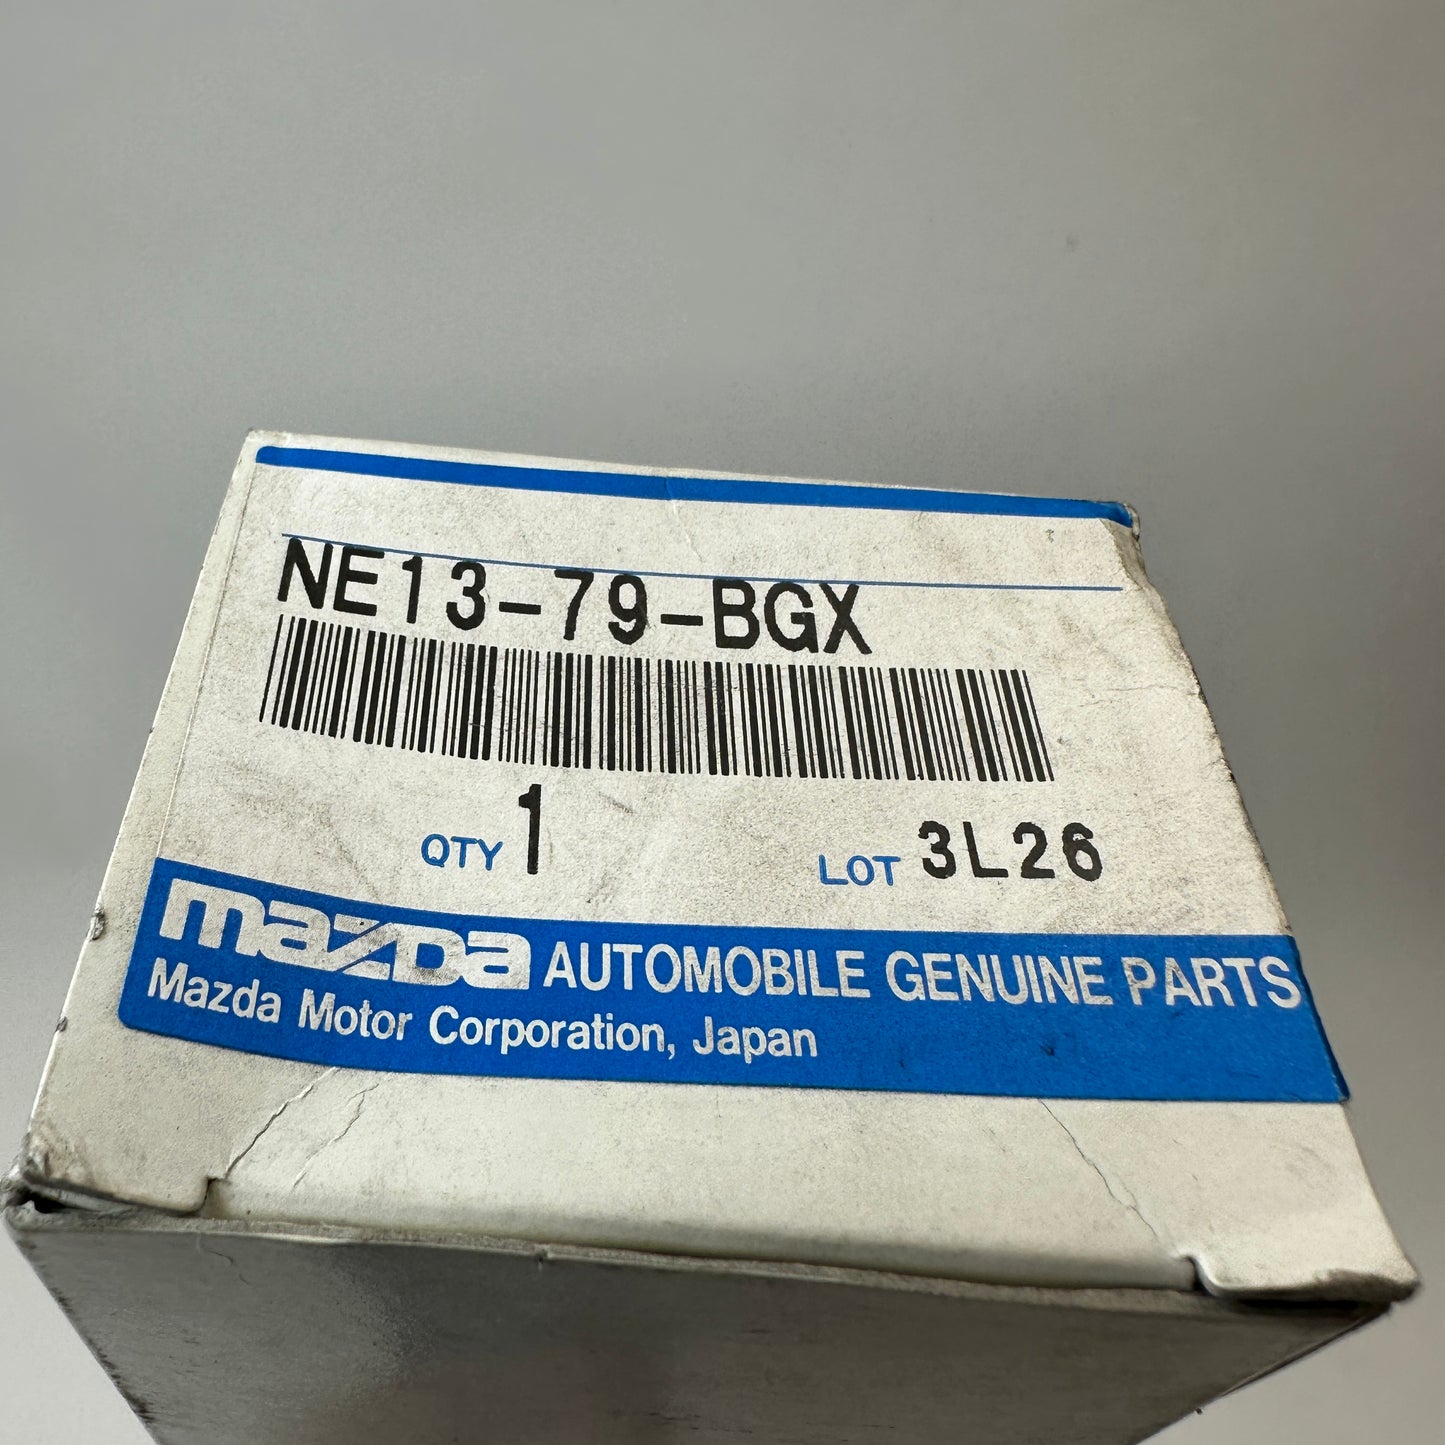 NE13-79-BGX
QTY 1 LOT 3L26
mazda AUTOMOBILE GENUINE PARTS
Mazda Motor Corporation, Japan